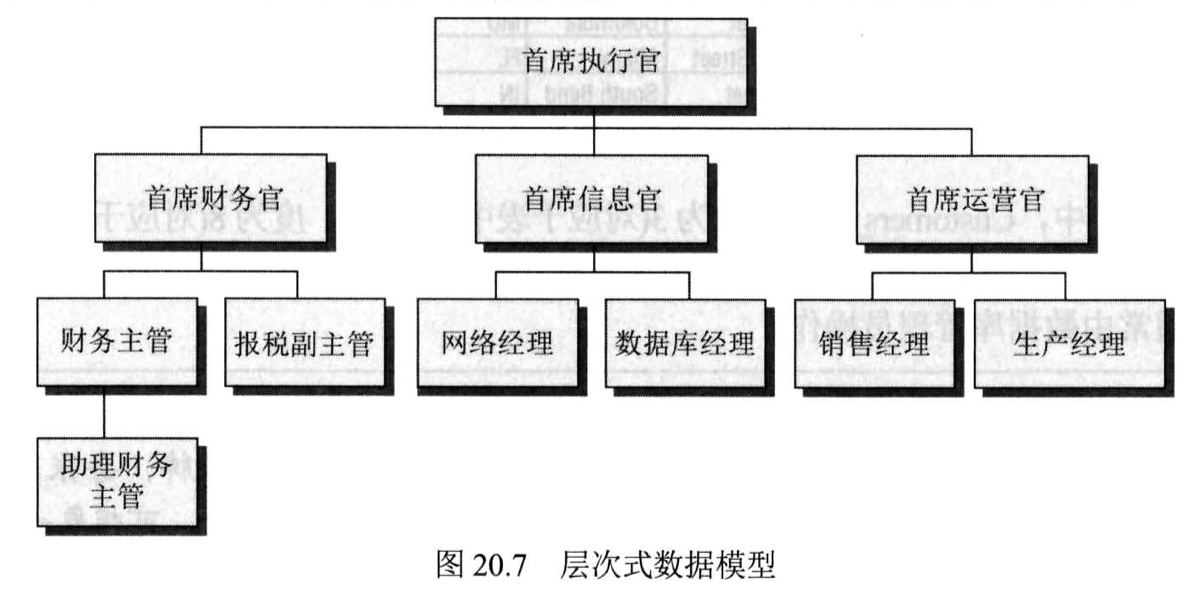 首席执行官
首席财务官
首席信息官
首席运营官
财务主管
报税副主管
网络经理
数据库经理
销售经理
生产经理
助理财务
主管
图 20.7 层次式数据模型